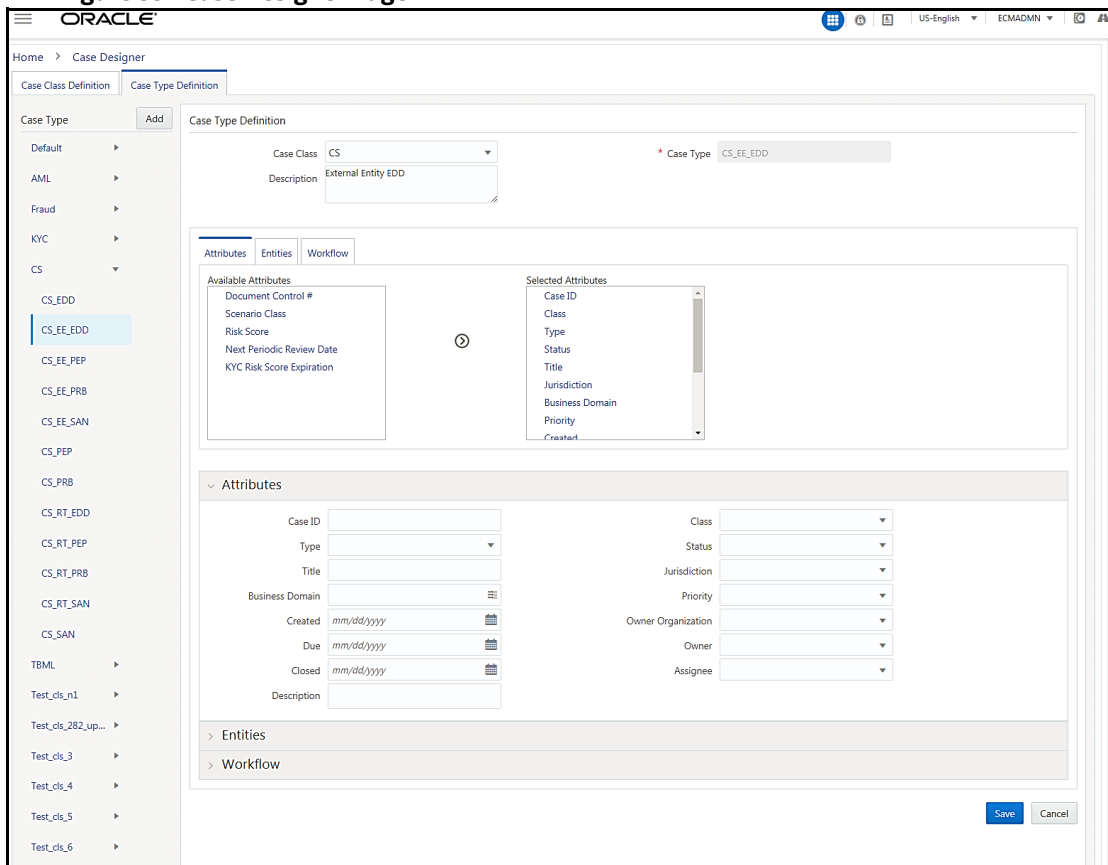 ORACLE
US-English
ECMADMN
Home > Case Designer
Case Class Definition
Case Type Definition
Case Type
Add
Default
AML
Fraud
KYC
CS
CS_EDD
CS_EE_EDD
CS_EE_PEP
CS_EE_PRB
CS_EE_SAN
CS_PEP
CS_PRB
CS_RT_EDD
CS_RT_PEP
CS_RT_PRB
CS_RT_SAN
CS_SAN
TBML
Test_cls_n1
Test_cls_282_up...
Test_cls_3
Test_cls_4
Test_cls_5
Test_cls_6
Case Type Definition
Case Class CS
* Case Type CS_EE_EDD
Description External Entity EDD
Attributes
Entities
Workflow
Available Attributes
Document Control #
Scenario Class
Risk Score
Next Periodic Review Date
KYC Risk Score Expiration
Selected Attributes
Case ID
Class
Type
Status
Title
Jurisdiction
Business Domain
Priority
Created
Attributes
Case ID
Class
Type
Status
Title
Jurisdiction
Business Domain
Priority
Created mm/dd/yyyy
Owner Organization
Due mm/dd/yyyy
Owner
Closed mm/dd/yyyy
Assignee
Description
Entities
Workflow
Save
Cancel